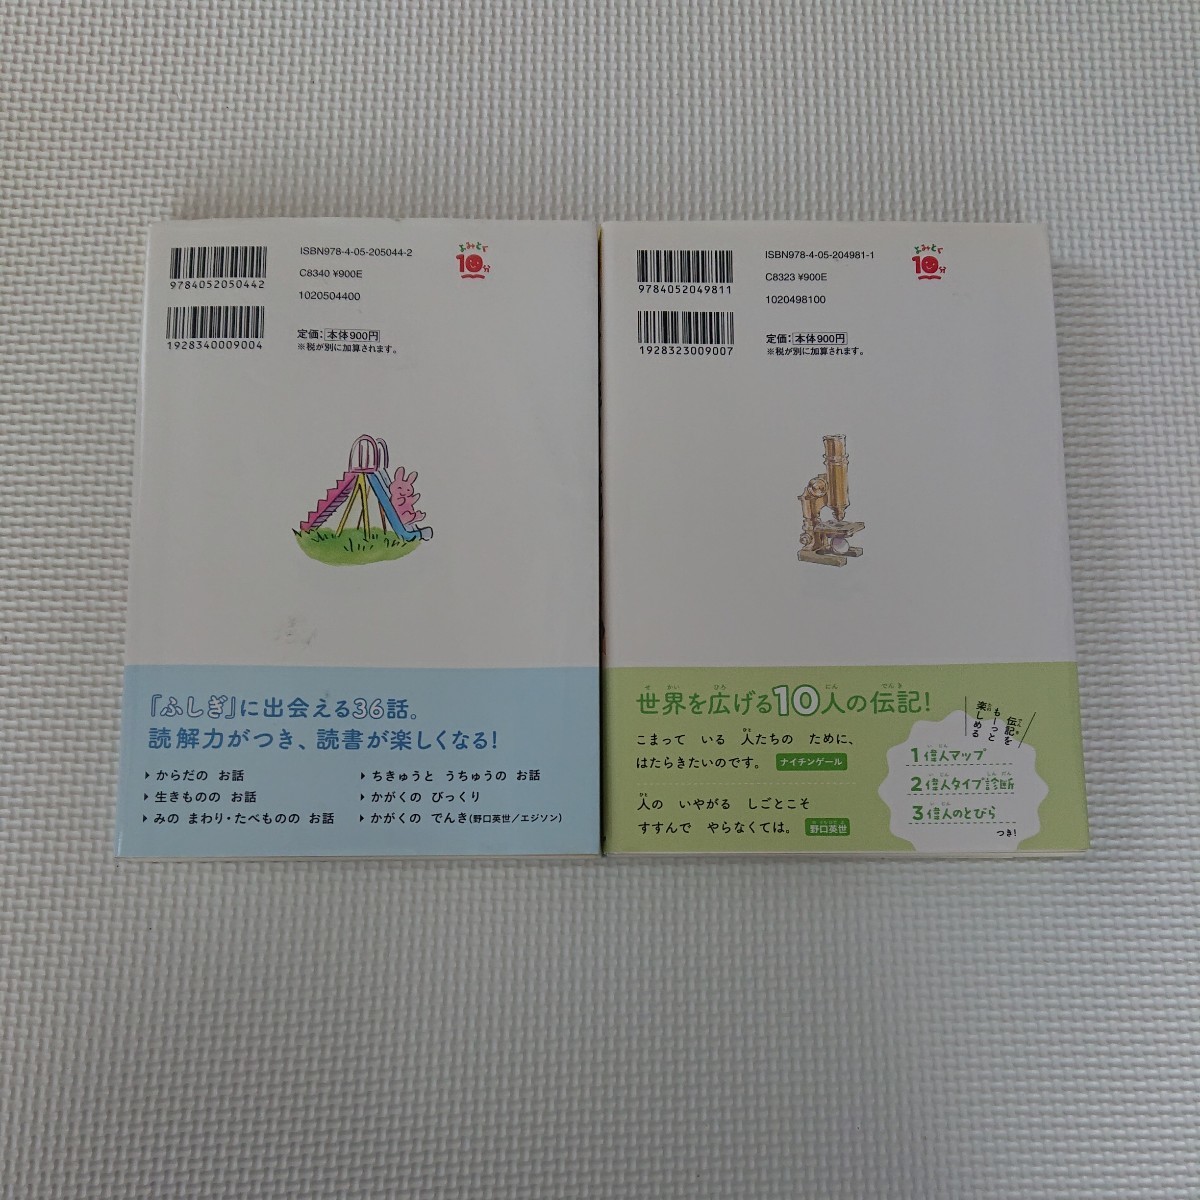 ISBN978-4-05-205044-2
C8340 ¥900E
1020504400
9784052050442
1928340009004
定価：本体900円
※税が別に加算されます。
よみとく
10分
「ふしぎ」に出会える36話。
読解力がつき、読書が楽しくなる！
からだの お話
生きものの お話
みの まわり・たべものの お話
ちきゅうと うちゅうの お話
かがくの びっくり
かがくの でんき(野口英世／エジソン)
ISBN978-4-05-204981-1
C8323 ¥900E
1020498100
9784052049811
1928323009007
定価：本体900円
※税が別に加算されます。
よみとく
10分
世界を広げる10人の伝記！
こまって いる 人たちの ために、
はたらきたいのです。 ナイチンゲール
人の いやがる しごとこそ
すすんで やらなくては。 野口英世
伝記を
もーっと
楽しめる
1 偉人マップ
2 偉人タイプ診断
3 偉人のとびら
つき！